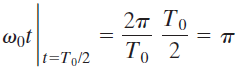 ω₀t|ₜ₌T₀/₂ = 2π/T₀ T₀/2 = π